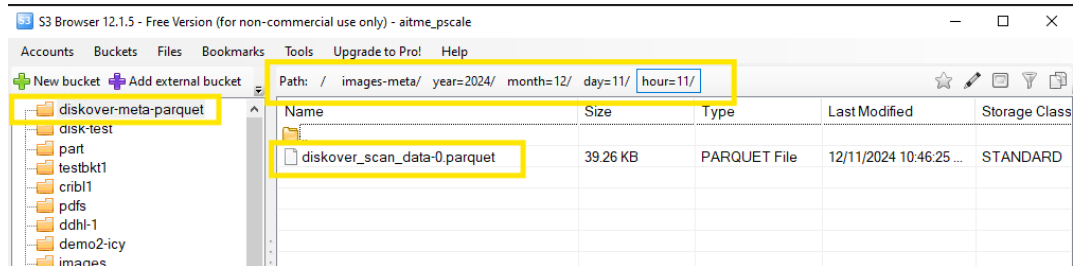 S3 Browser 12.1.5 - Free Version (for non-commercial use only) - aitme_pscale
Accounts Buckets Files Bookmarks Tools Upgrade to Pro! Help
New bucket Add external bucket
Path: / images-meta/ year=2024/ month=12/ day=11/ hour=11/
diskover-meta-parquet
disk-test
part
testbkt1
cribl1
pdfs
ddhl-1
demo2-icy
images
Name Size Type Last Modified Storage Class
..
diskover_scan_data-0.parquet 39.26 KB PARQUET File 12/11/2024 10:46:25 ... STANDARD